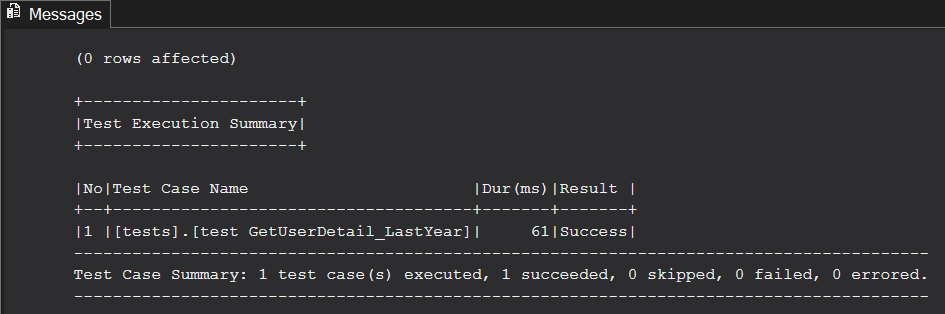 Messages
(0 rows affected)
+----------------------+
|Test Execution Summary|
+----------------------+
|No|Test Case Name                       |Dur(ms)|Result |
+--+-------------------------------------+-------+-------+
|1 |[tests].[test GetUserDetail_LastYear]|     61|Success|
----------------------------------------------------------------------------------------
Test Case Summary: 1 test case(s) executed, 1 succeeded, 0 skipped, 0 failed, 0 errored.
----------------------------------------------------------------------------------------